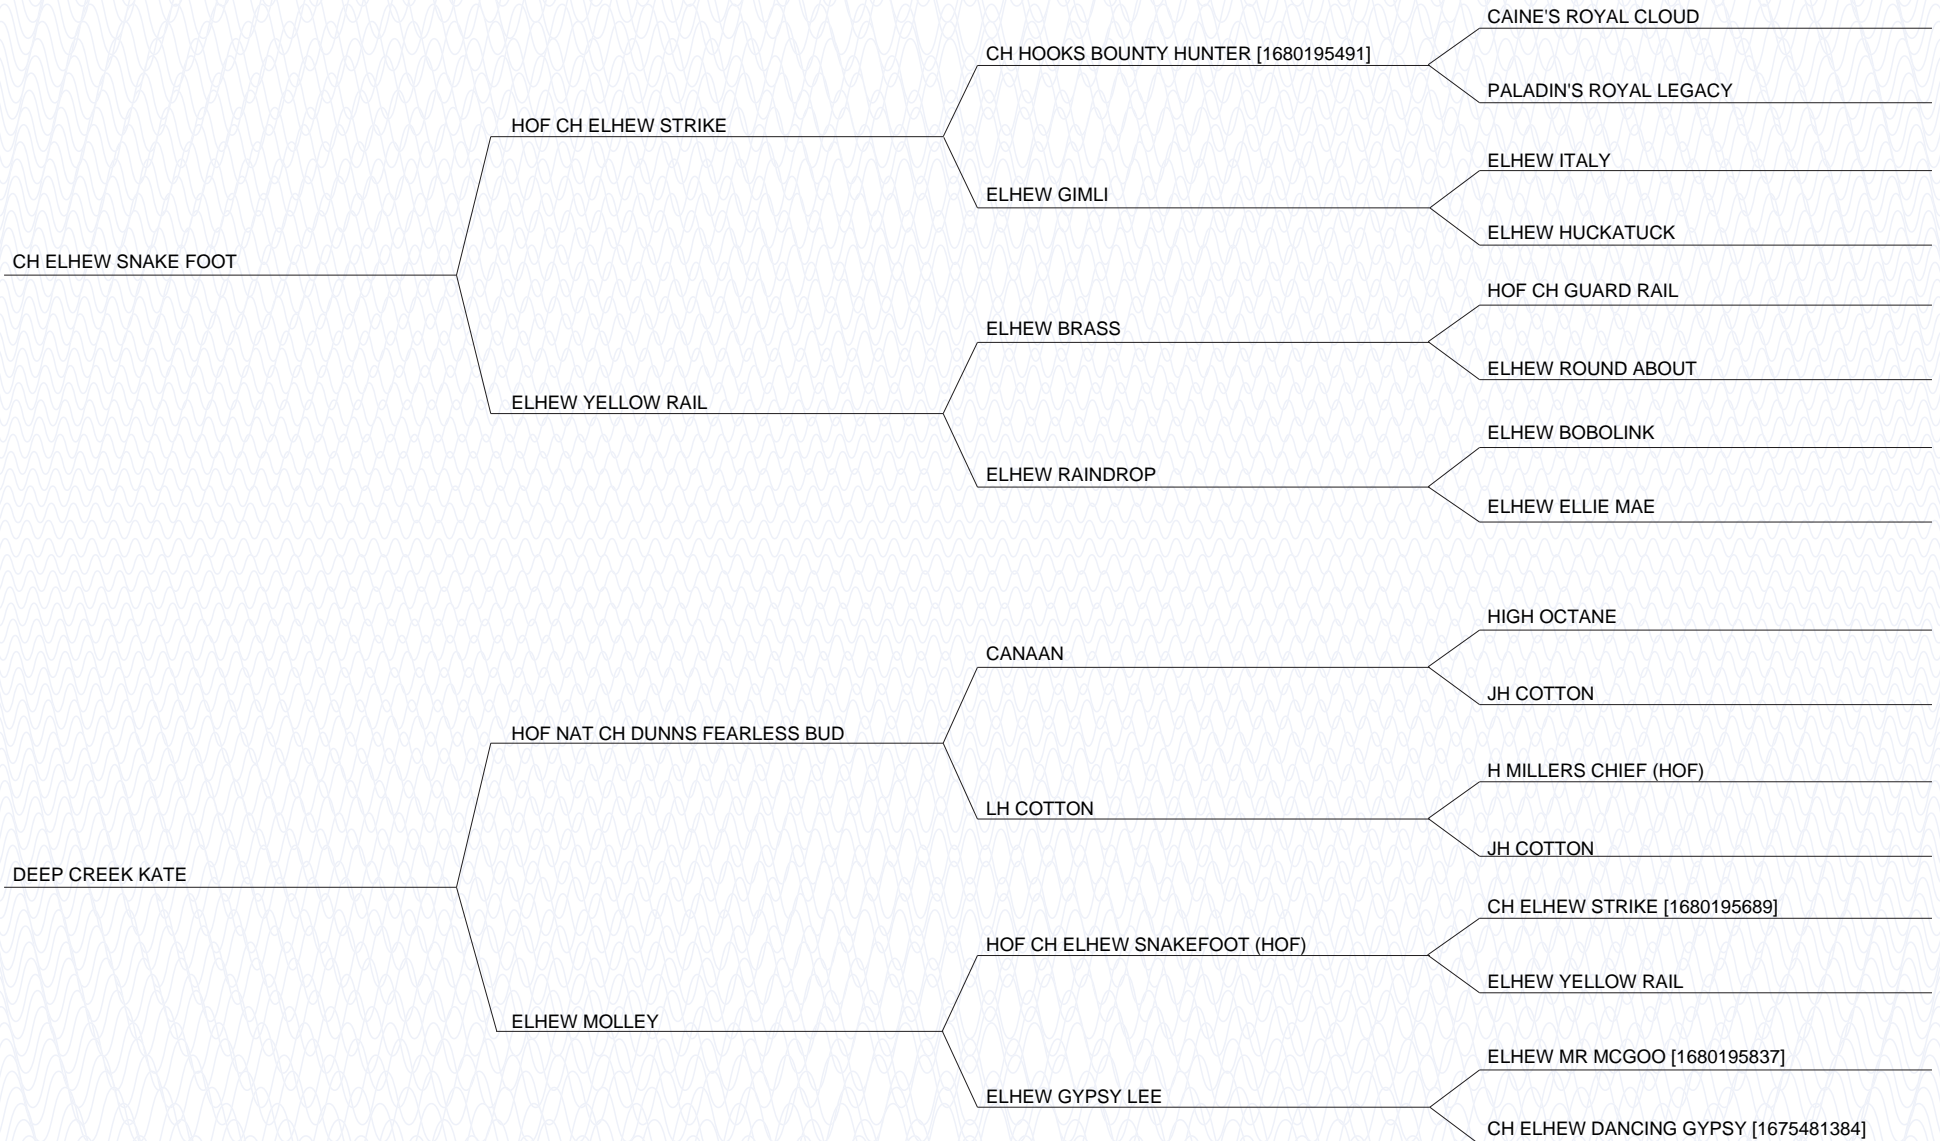 CAINE'S ROYAL CLOUD
CH HOOKS BOUNTY HUNTER [1680195491]
PALADIN'S ROYAL LEGACY
HOF CH ELHEW STRIKE
ELHEW ITALY
ELHEW GIMLI
ELHEW HUCKATUCK
CH ELHEW SNAKE FOOT
HOF CH GUARD RAIL
ELHEW BRASS
ELHEW ROUND ABOUT
ELHEW YELLOW RAIL
ELHEW BOBOLINK
ELHEW RAINDROP
ELHEW ELLIE MAE
HIGH OCTANE
CANAAN
JH COTTON
HOF NAT CH DUNNS FEARLESS BUD
H MILLERS CHIEF (HOF)
LH COTTON
JH COTTON
DEEP CREEK KATE
CH ELHEW STRIKE [1680195689]
HOF CH ELHEW SNAKEFOOT (HOF)
ELHEW YELLOW RAIL
ELHEW MOLLEY
ELHEW MR MCGOO [1680195837]
ELHEW GYPSY LEE
CH ELHEW DANCING GYPSY [1675481384]